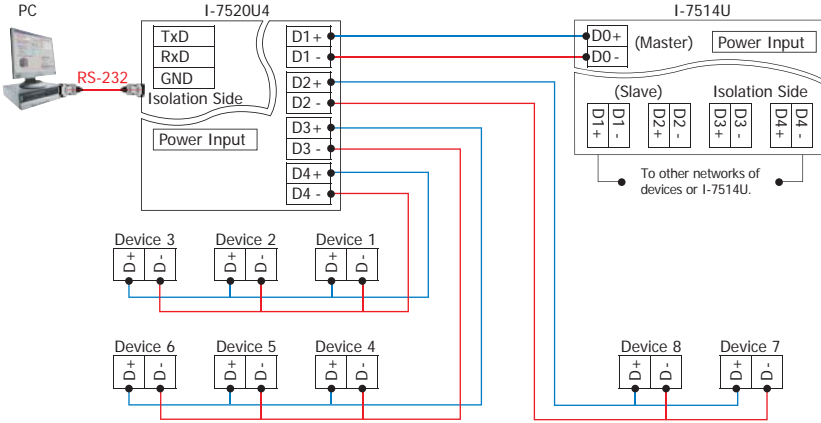 PC
I-7520U4
I-7514U
TxD
RxD
GND
RS-232
Isolation Side
Power Input
D1+
D1 -
D2+
D2 -
D3+
D3 -
D4+
D4 -
D0+
D0 -
(Master)
Power Input
(Slave)
Isolation Side
D1+
D1 -
D2+
D2 -
D3+
D3 -
D4+
D4 -
To other networks of
devices or I-7514U.
Device 3
Device 2
Device 1
D+
D -
D+
D -
D+
D -
Device 6
Device 5
Device 4
Device 8
Device 7
D+
D -
D+
D -
D+
D -
D+
D -
D+
D -